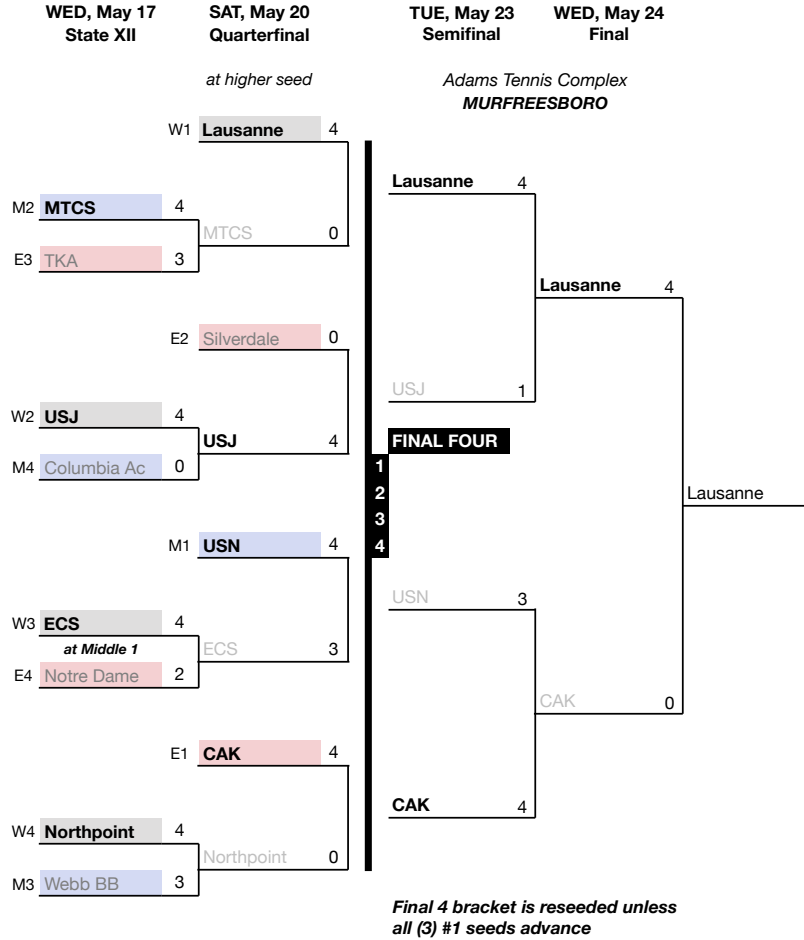 WED, May 17
State XII
SAT, May 20
Quarterfinal
TUE, May 23
Semifinal
WED, May 24
Final
at higher seed
Adams Tennis Complex
MURFREESBORO
W1 Lausanne 4
M2 MTCS 4
MTCS 0
E3 TKA 3
E2 Silverdale 0
W2 USJ 4
USJ 4
M4 Columbia Ac 0
M1 USN 4
W3 ECS 4
at Middle 1
ECS 3
E4 Notre Dame 2
E1 CAK 4
W4 Northpoint 4
Northpoint 0
M3 Webb BB 3
Lausanne 4
Lausanne 4
USJ 1
FINAL FOUR
1
2
3
4
Lausanne
USN 3
CAK 0
CAK 4
Final 4 bracket is reseeded unless
all (3) #1 seeds advance